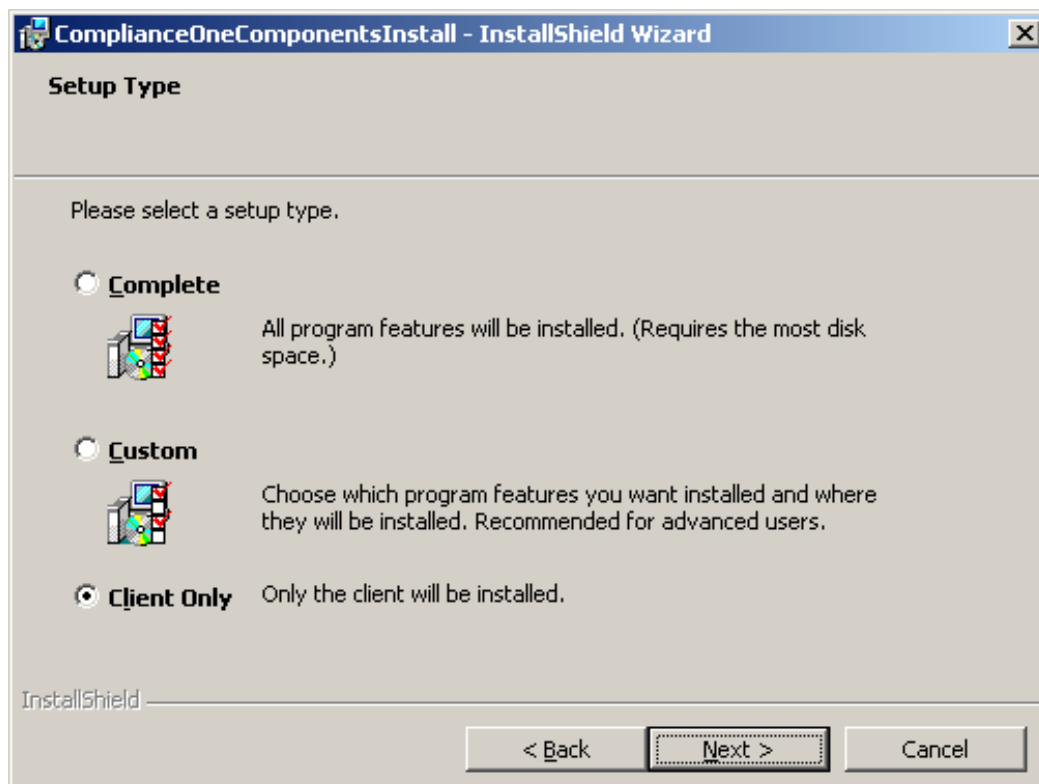 ComplianceOneComponentsInstall - InstallShield Wizard
Setup Type
Please select a setup type.
Complete
All program features will be installed. (Requires the most disk
space.)
Custom
Choose which program features you want installed and where
they will be installed. Recommended for advanced users.
Client Only
Only the client will be installed.
InstallShield
< Back
Next >
Cancel